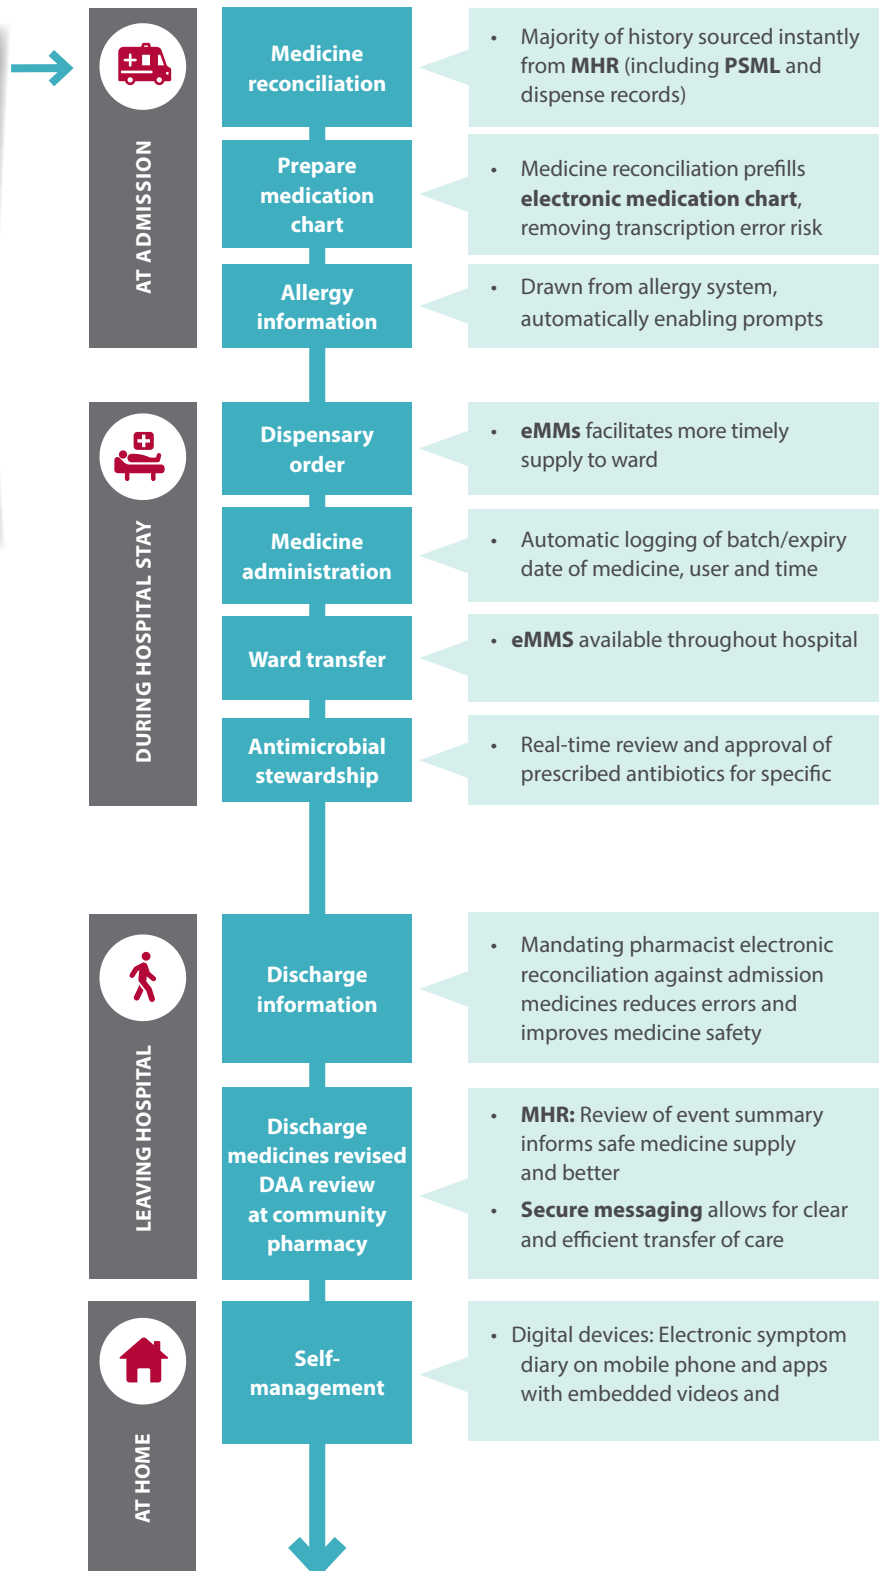 AT ADMISSION
Medicine
reconciliation
• Majority of history sourced instantly
from MHR (including PSML and
dispense records)
Prepare
medication
chart
• Medicine reconciliation prefills
electronic medication chart,
removing transcription error risk
Allergy
information
• Drawn from allergy system,
automatically enabling prompts
DURING HOSPITAL STAY
Dispensary
order
• eMMs facilitates more timely
supply to ward
Medicine
administration
• Automatic logging of batch/expiry
date of medicine, user and time
Ward transfer
• eMMS available throughout hospital
Antimicrobial
stewardship
• Real-time review and approval of
prescribed antibiotics for specific
LEAVING HOSPITAL
Discharge
information
• Mandating pharmacist electronic
reconciliation against admission
medicines reduces errors and
improves medicine safety
Discharge
medicines revised
DAA review
at community
pharmacy
• MHR: Review of event summary
informs safe medicine supply
and better
• Secure messaging allows for clear
and efficient transfer of care
AT HOME
Self-
management
• Digital devices: Electronic symptom
diary on mobile phone and apps
with embedded videos and